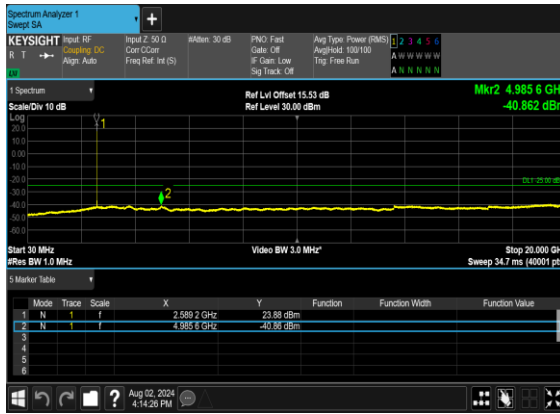 Spectrum Analyzer 1
Swept SA
+
KEYSIGHT Input: RF Input Z: 50 Ω #Atten: 30 dB PNO: Fast Avg Type: Power (RMS) 1 2 3 4 5 6
R T Coupling: DC Corr CCorr Gate: Off Avg|Hold: 100/100 A W W W W W
Align: Auto Freq Ref: Int (S) IF Gain: Low Trig: Free Run
Sig Track: Off A N N N N N
LXI
1 Spectrum Ref Lvl Offset 15.53 dB Mkr2 4.985 6 GH
Scale/Div 10 dB Ref Level 30.00 dBm -40.862 dBm
Log
20.0
10.0
0.00
-10.0
-20.0
-30.0
-40.0
-50.0
-60.0
1
2
DL1 -25.00 dB
Start 30 MHz Video BW 3.0 MHz* Stop 20.000 GH
#Res BW 1.0 MHz Sweep 34.7 ms (40001 pt
5 Marker Table
Mode Trace Scale X Y Function Function Width Function Value
1 N 1 f 2.589 2 GHz 23.88 dBm
2 N 1 f 4.985 6 GHz -40.86 dBm
3
4
5
6
? Aug 02, 2024
4:14:26 PM